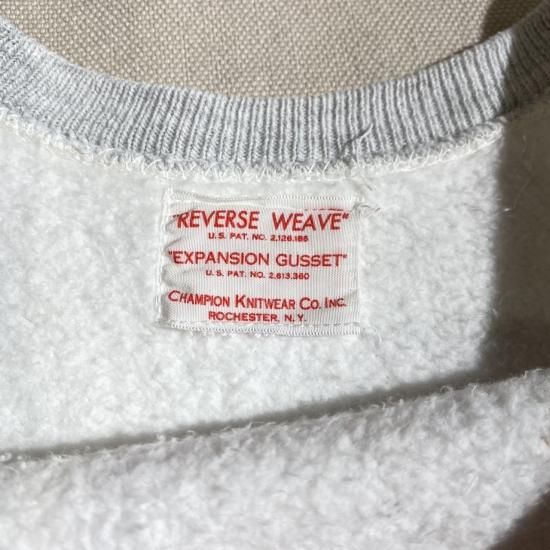 "REVERSE WEAVE"
U.S. PAT. NO. 2,126,186
"EXPANSION GUSSET"
U.S. PAT. NO. 2,613,360
CHAMPION KNITWEAR CO. INC.
ROCHESTER, N.Y.